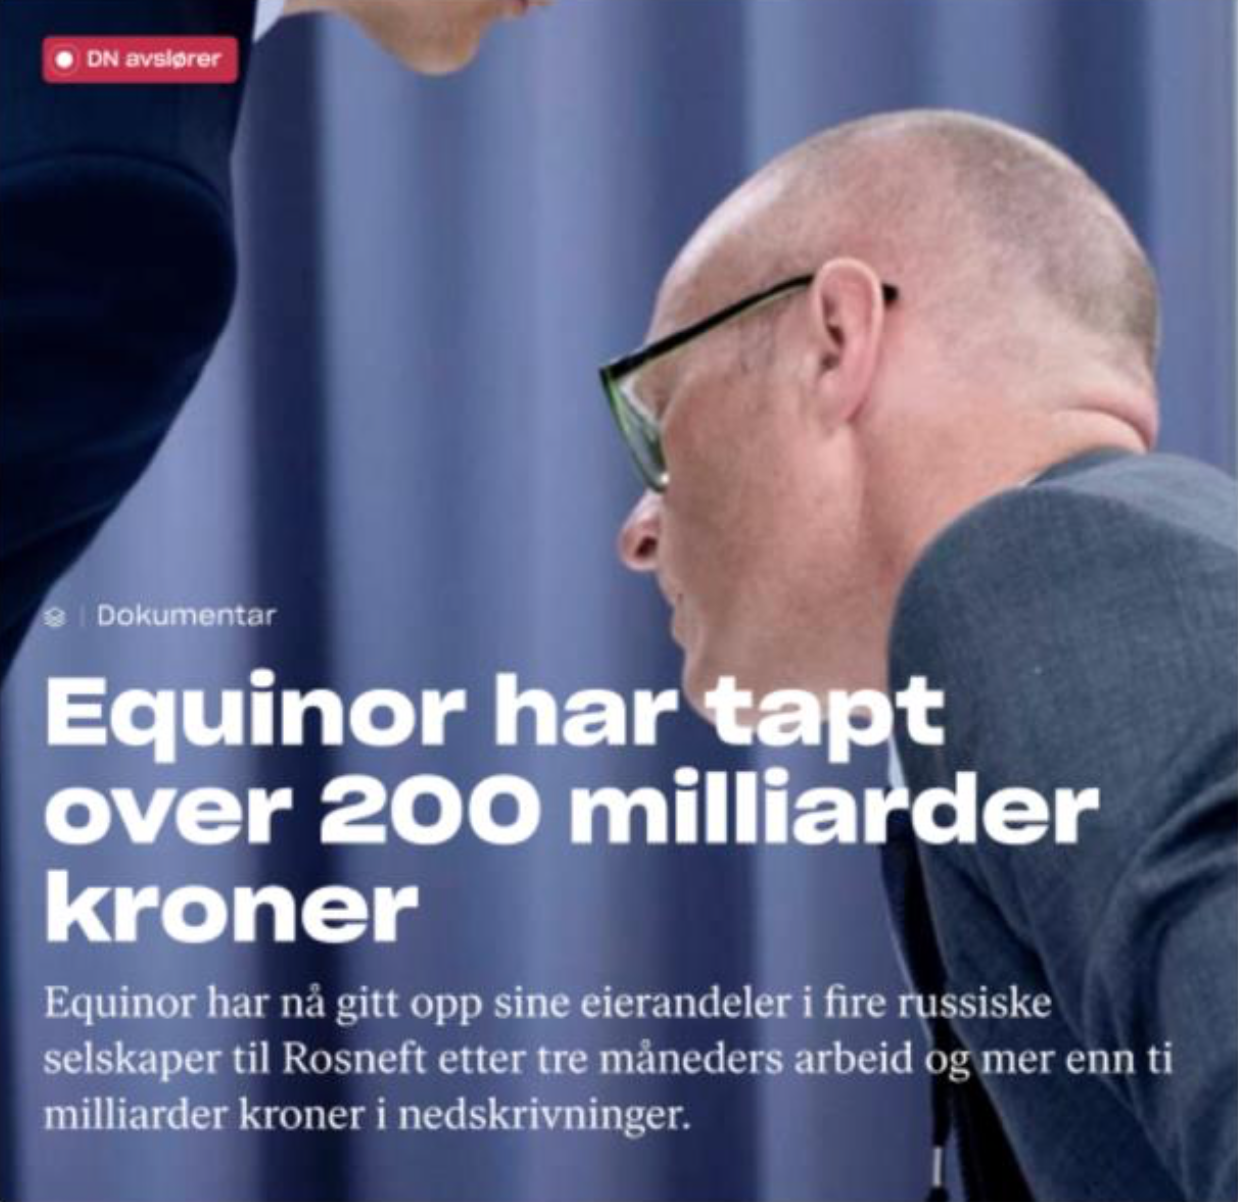 DN avslører
Dokumentar
Equinor har tapt
over 200 milliarder
kroner
Equinor har nå gitt opp sine eierandeler i fire russiske
selskaper til Rosneft etter tre måneders arbeid og mer enn ti
milliarder kroner i nedskrivninger.